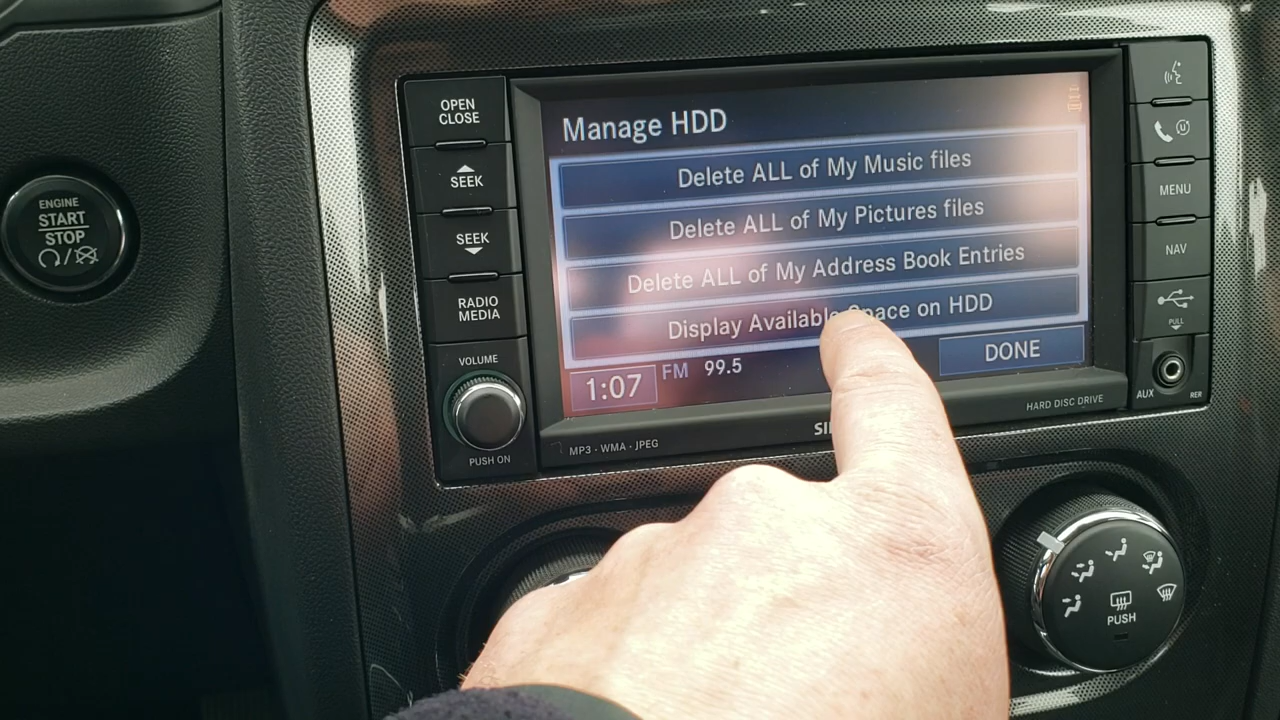 ENGINE
START
STOP
OPEN
CLOSE
SEEK
SEEK
RADIO
MEDIA
VOLUME
PUSH ON
Manage HDD
Delete ALL of My Music files
Delete ALL of My Pictures files
Delete ALL of My Address Book Entries
Display Available Space on HDD
1:07
FM 99.5
DONE
MP3 - WMA - JPEG
HARD DISC DRIVE
MENU
NAV
PULL
AUX
PUSH